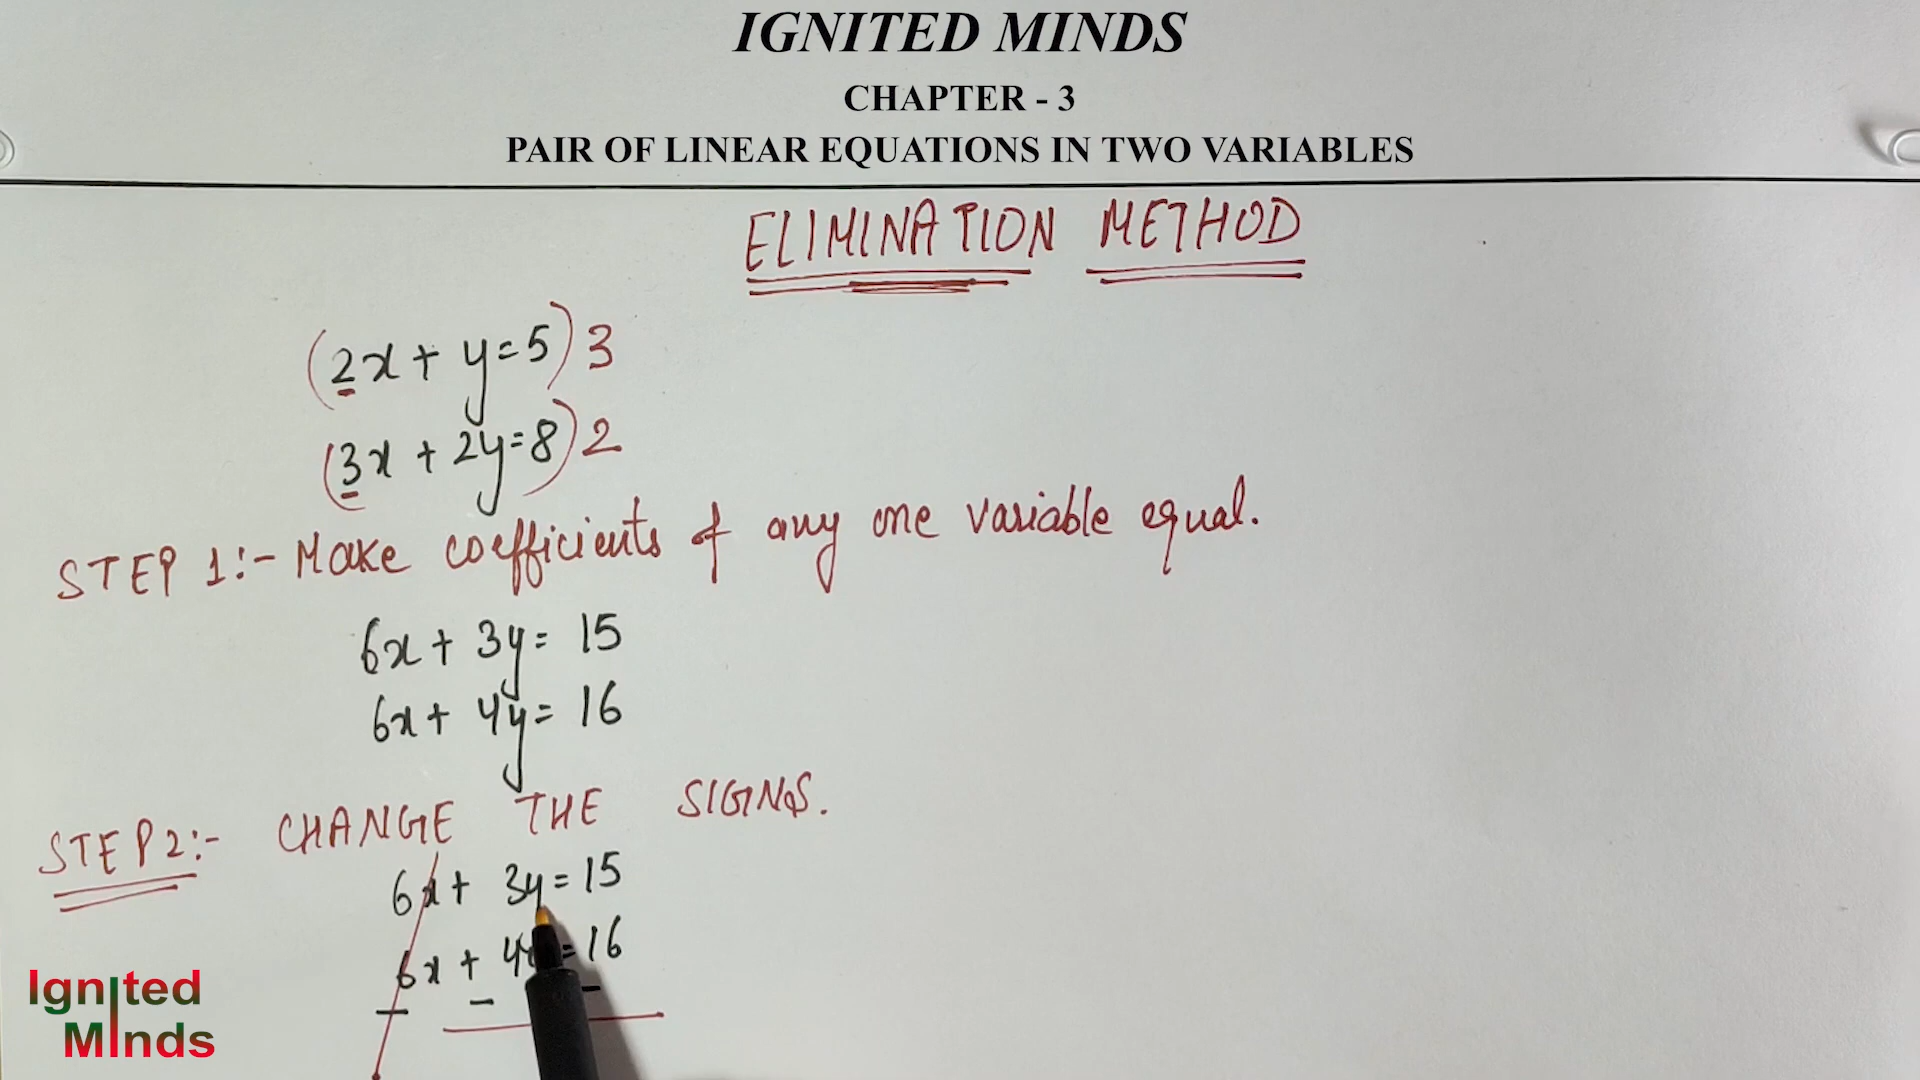 IGNITED MINDS
CHAPTER - 3
PAIR OF LINEAR EQUATIONS IN TWO VARIABLES
ELIMINATION METHOD
(2x + y = 5) 3
(3x + 2y = 8) 2
STEP 1:- Make coefficients of any one variable equal.
6x + 3y = 15
6x + 4y = 16
STEP 2:- CHANGE THE SIGNS.
6x + 3y = 15
6x + 4y = 16
- - -
Ignited
Minds